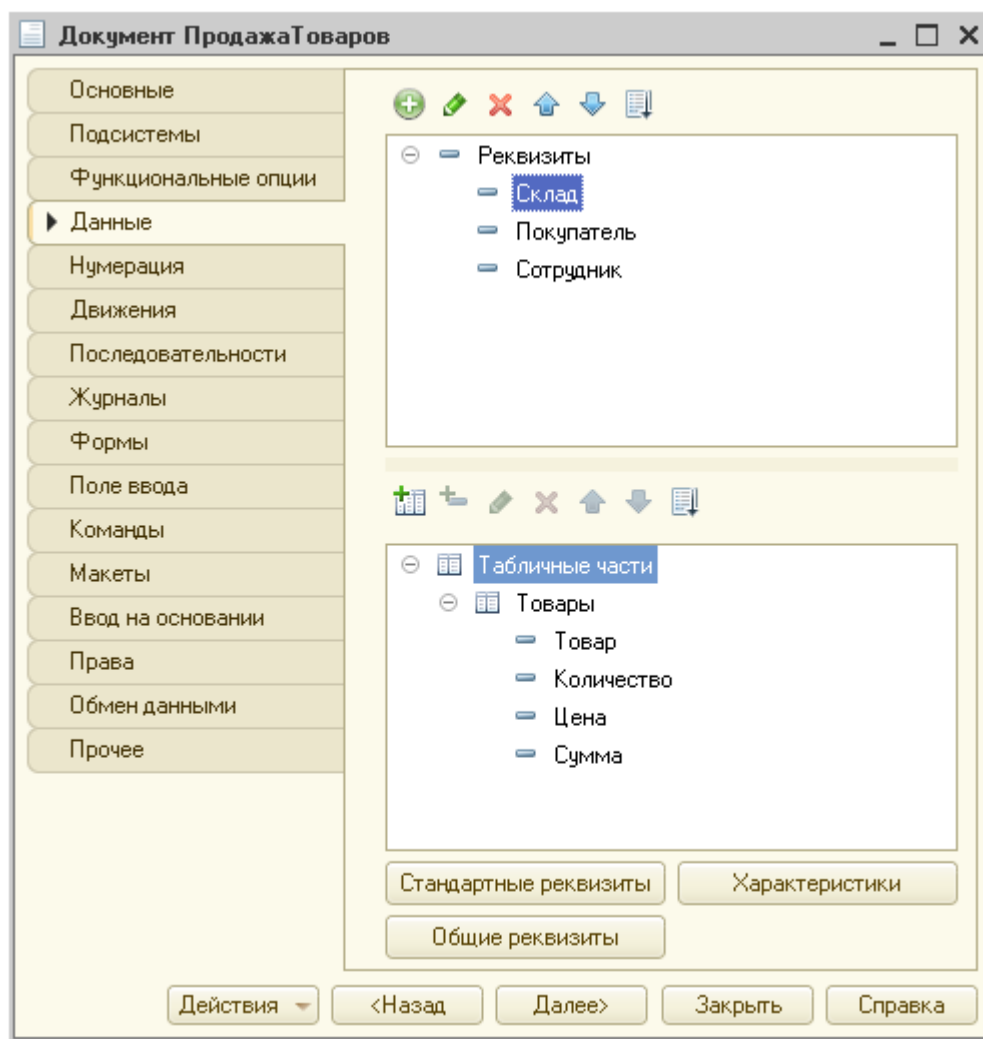 Документ ПродажаТоваров
Основные
Подсистемы
Функциональные опции
Данные
Нумерация
Движения
Последовательности
Журналы
Формы
Поле ввода
Команды
Макеты
Ввод на основании
Права
Обмен данными
Прочее
Реквизиты
Склад
Покупатель
Сотрудник
Табличные части
Товары
Товар
Количество
Цена
Сумма
Стандартные реквизиты
Характеристики
Общие реквизиты
Действия
<Назад
Далее>
Закрыть
Справка